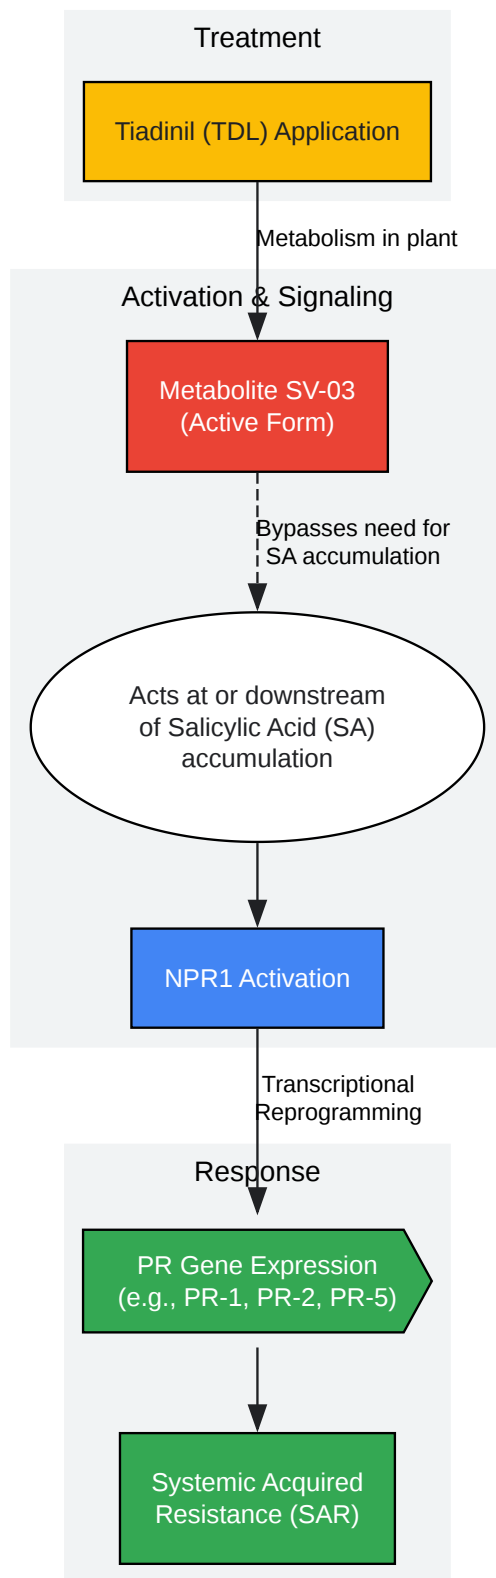 Treatment
Tiadinil (TDL) Application
Metabolism in plant
Activation & Signaling
Metabolite SV-03
(Active Form)
Bypasses need for
SA accumulation
Acts at or downstream
of Salicylic Acid (SA)
accumulation
NPR1 Activation
Transcriptional
Reprogramming
Response
PR Gene Expression
(e.g., PR-1, PR-2, PR-5)
Systemic Acquired
Resistance (SAR)